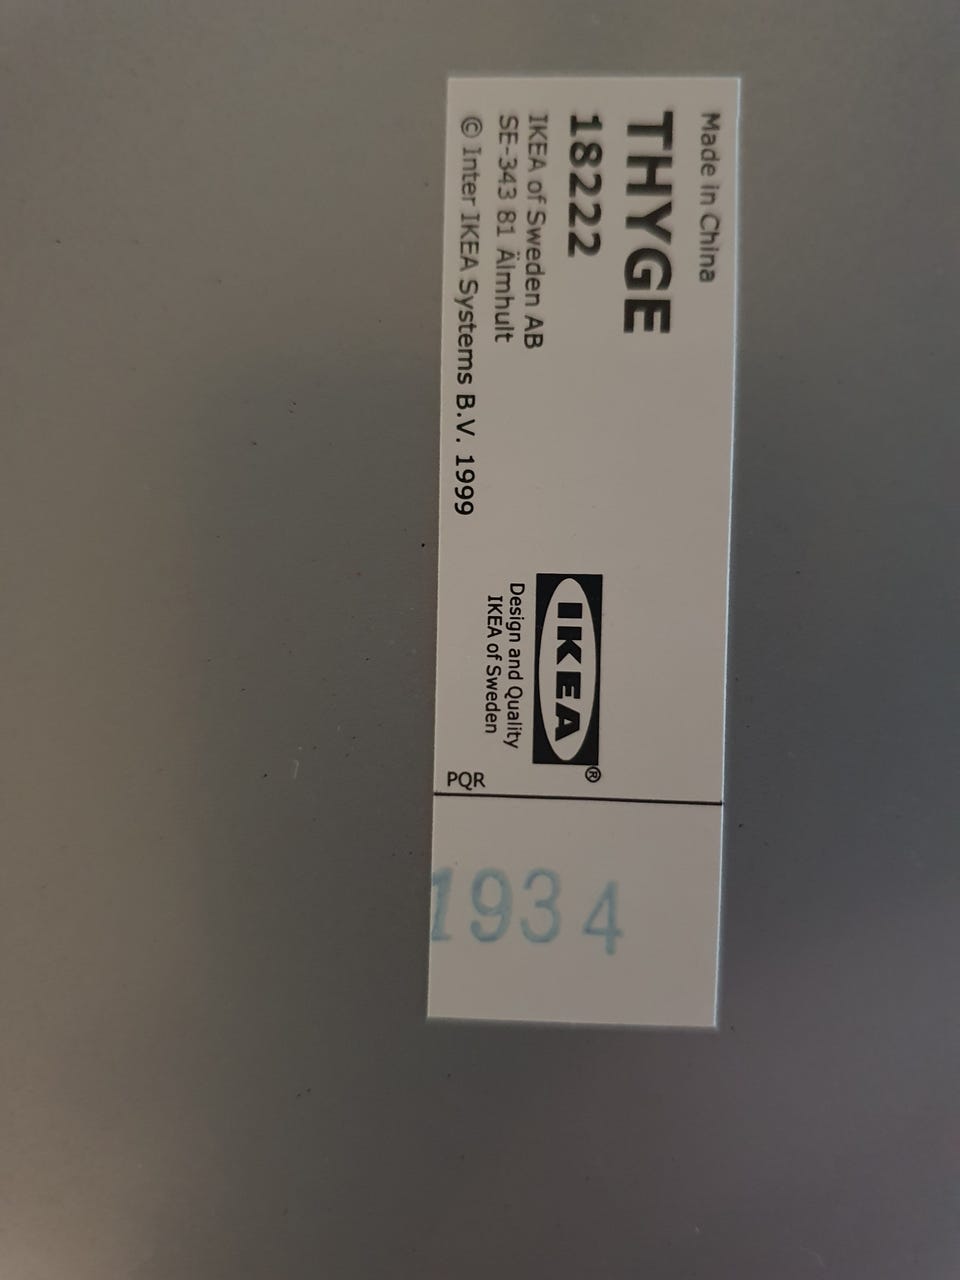 Made in China
THYGE
18222
IKEA of Sweden AB
SE-343 81 Älmhult
© Inter IKEA Systems B.V. 1999
IKEA®
Design and Quality
IKEA of Sweden
PQR
1934